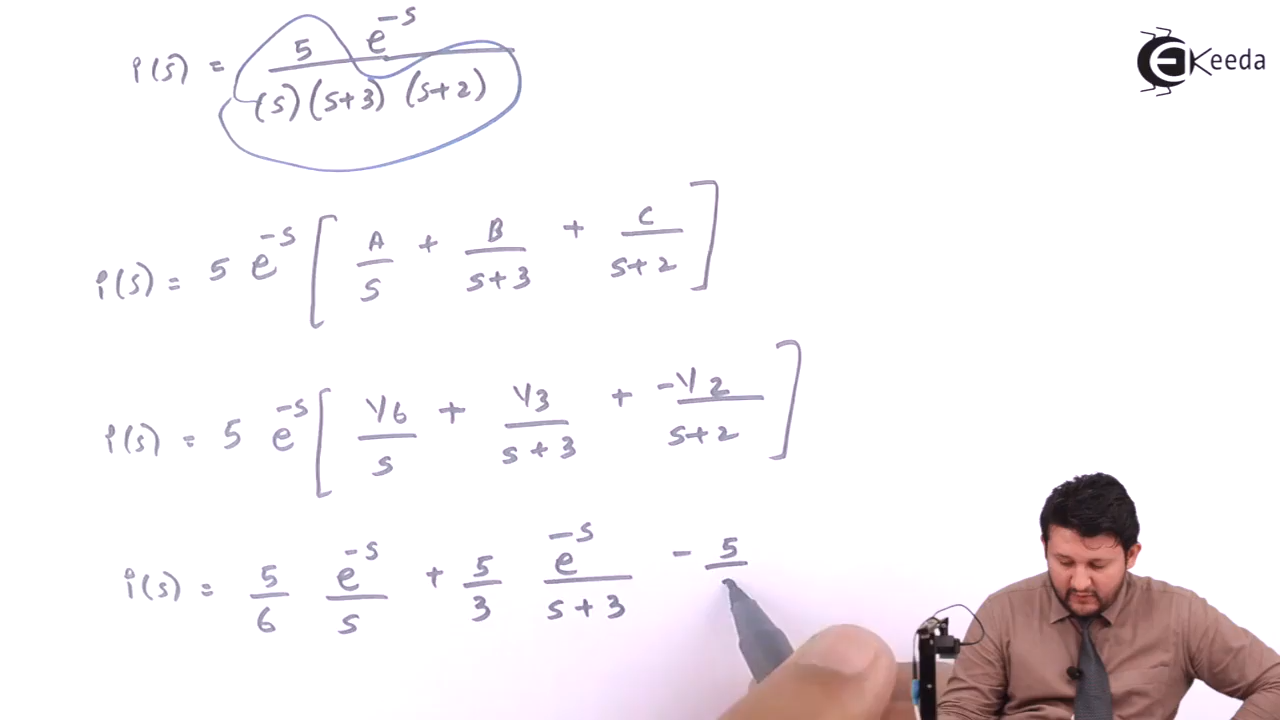 EKeeda
i(s) = 5 e^{-s} / (s)(s+3)(s+2)
i(s) = 5 e^{-s} [ A/s + B/s+3 + C/s+2 ]
i(s) = 5 e^{-s} [ 1/6/s + 1/3/s+3 + -1/2/s+2 ]
i(s) = 5/6 e^{-s}/s + 5/3 e^{-s}/s+3 - 5/